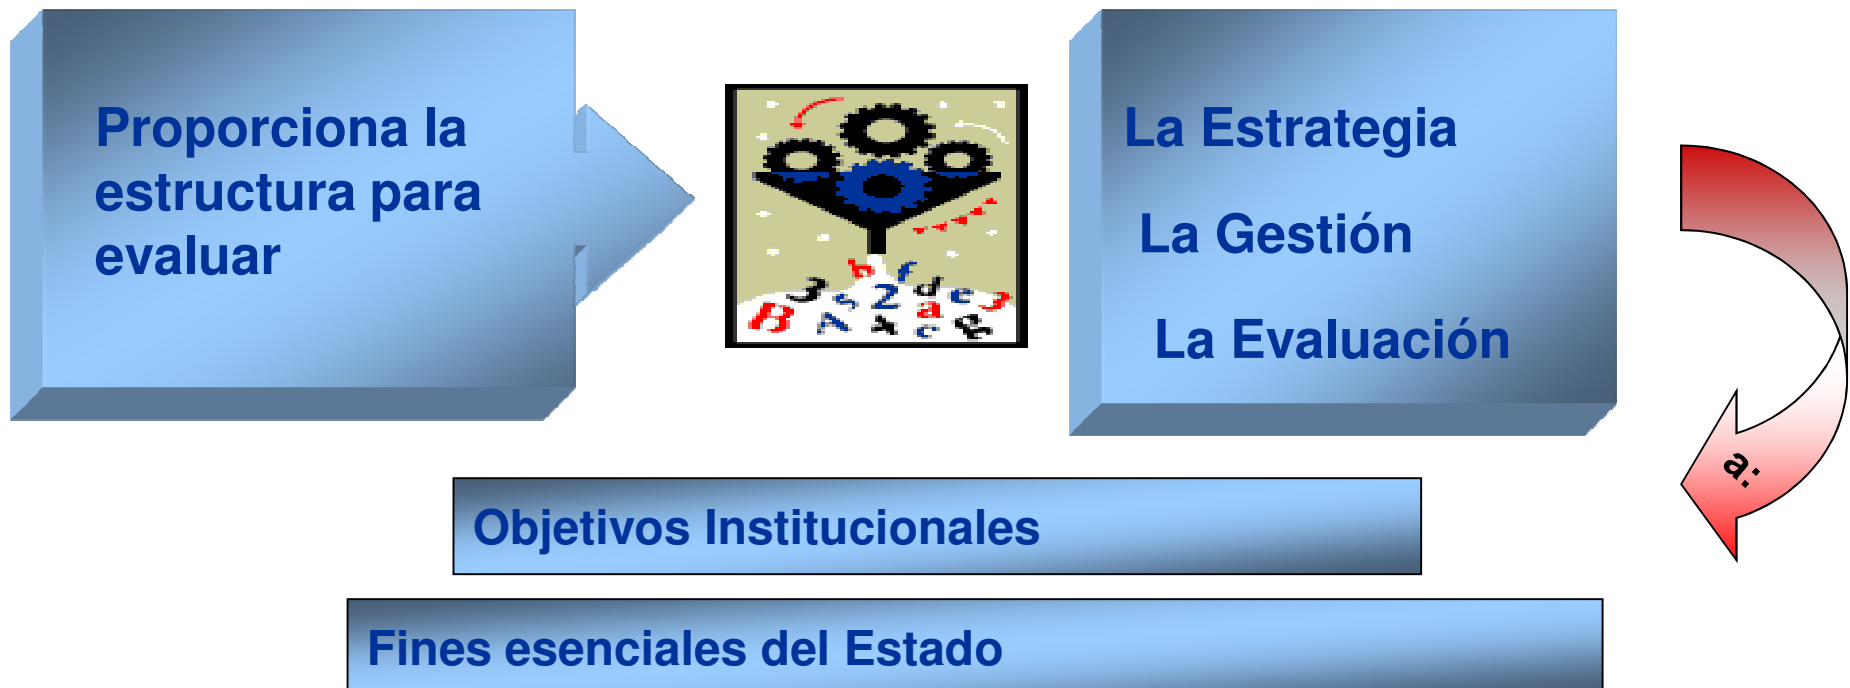 Proporciona la
estructura para
evaluar
La Estrategia
La Gestión
La Evaluación
a:
Objetivos Institucionales
Fines esenciales del Estado